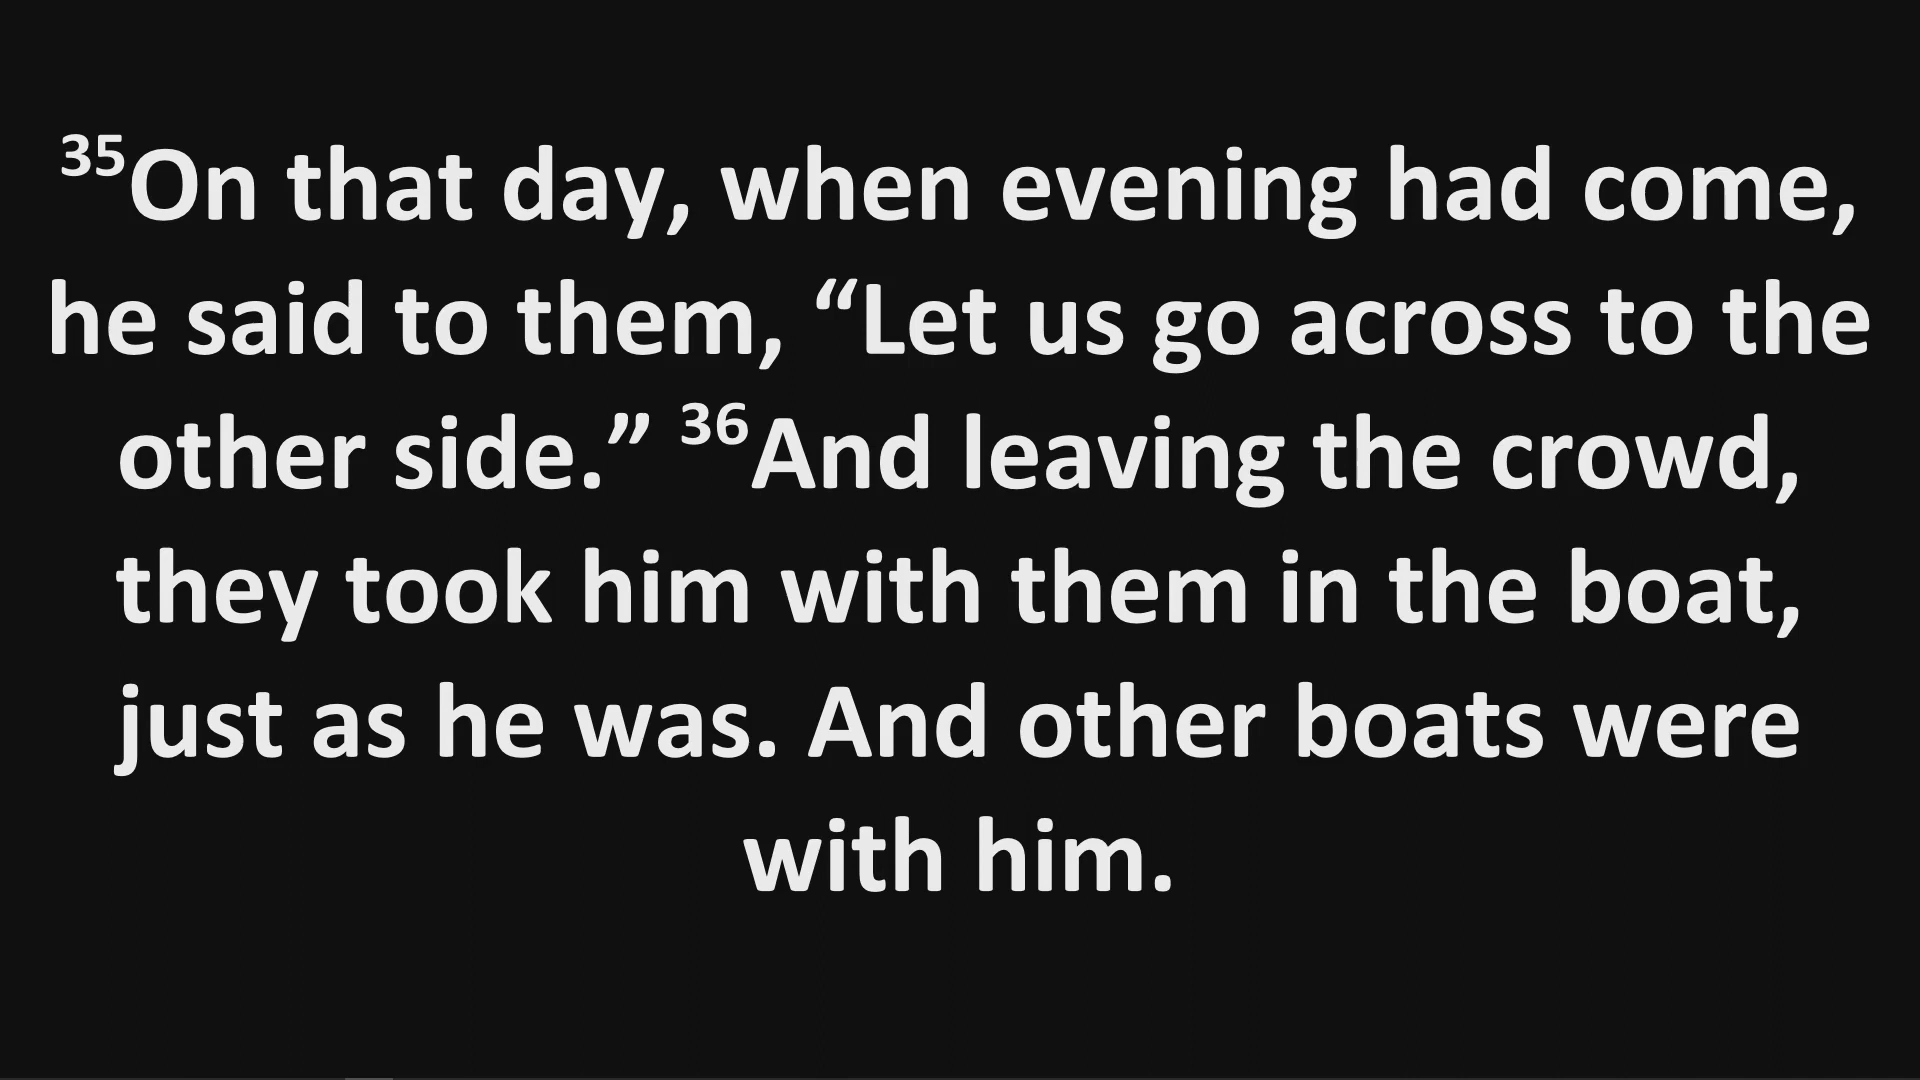 ³⁵On that day, when evening had come,
he said to them, “Let us go across to the
other side.” ³⁶And leaving the crowd,
they took him with them in the boat,
just as he was. And other boats were
with him.